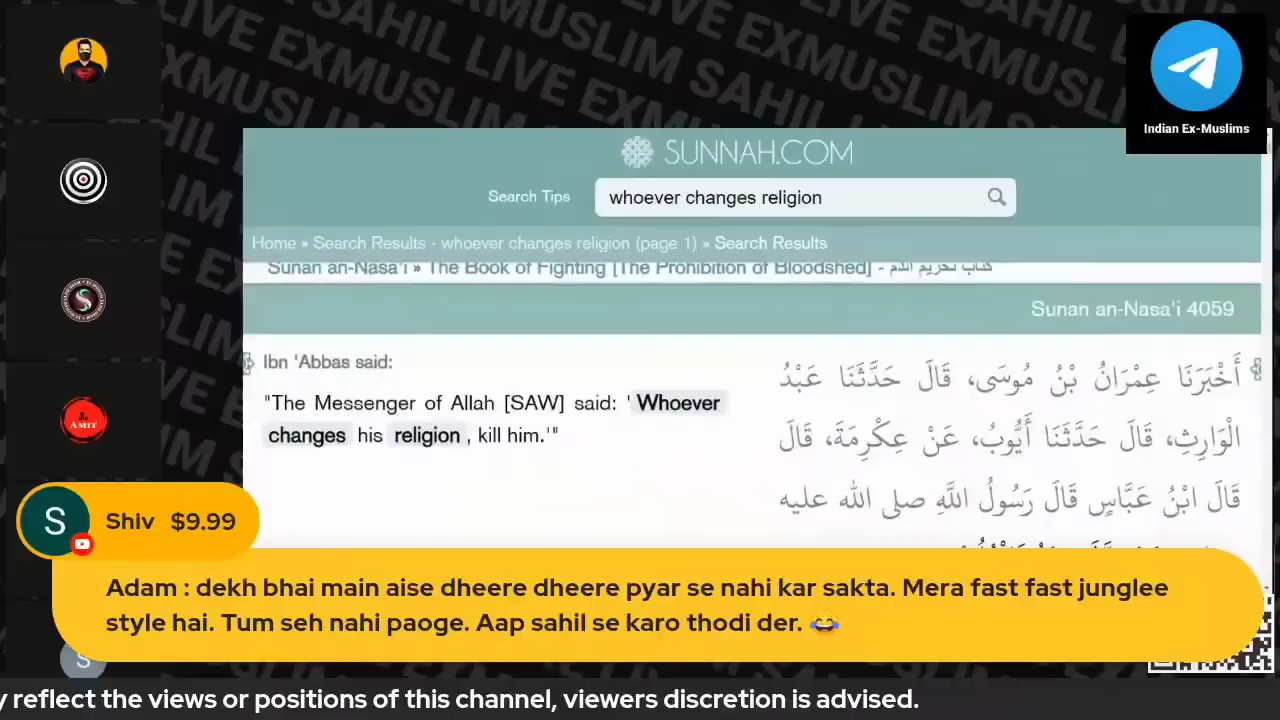 Indian Ex-Muslims
SUNNAH.COM
Search Tips
whoever changes religion
Home » Search Results - whoever changes religion (page 1) » Search Results
Sunan an-Nasa'i » The Book of Fighting [The Prohibition of Bloodshed] - كتاب تحريم الدم
Sunan an-Nasa'i 4059
Ibn 'Abbas said:
"The Messenger of Allah [SAW] said: ' Whoever
changes his religion , kill him.'"
أَخْبَرَنَا عِمْرَانُ بْنُ مُوسَى، قَالَ حَدَّثَنَا عَبْدُ
الْوَارِثِ، قَالَ حَدَّثَنَا أَيُّوبُ، عَنْ عِكْرِمَةَ، قَالَ
قَالَ ابْنُ عَبَّاسٍ قَالَ رَسُولُ اللَّهِ صلى الله عليه
AMIT
S
Shiv $9.99
Adam : dekh bhai main aise dheere dheere pyar se nahi kar sakta. Mera fast fast junglee
style hai. Tum seh nahi paoge. Aap sahil se karo thodi der. 😂
S
reflect the views or positions of this channel, viewers discretion is advised.